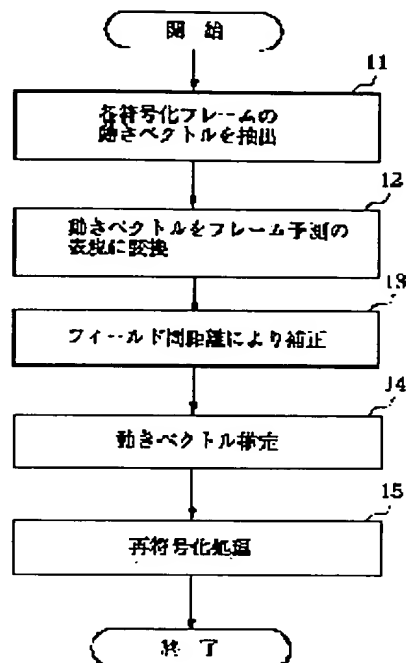 開 始
11
各符号化フレームの
動きベクトルを抽出
12
動きベクトルをフレーム予測の
表現に変換
13
フィールド間距離により補正
14
動きベクトル推定
15
再符号化処理
終 了